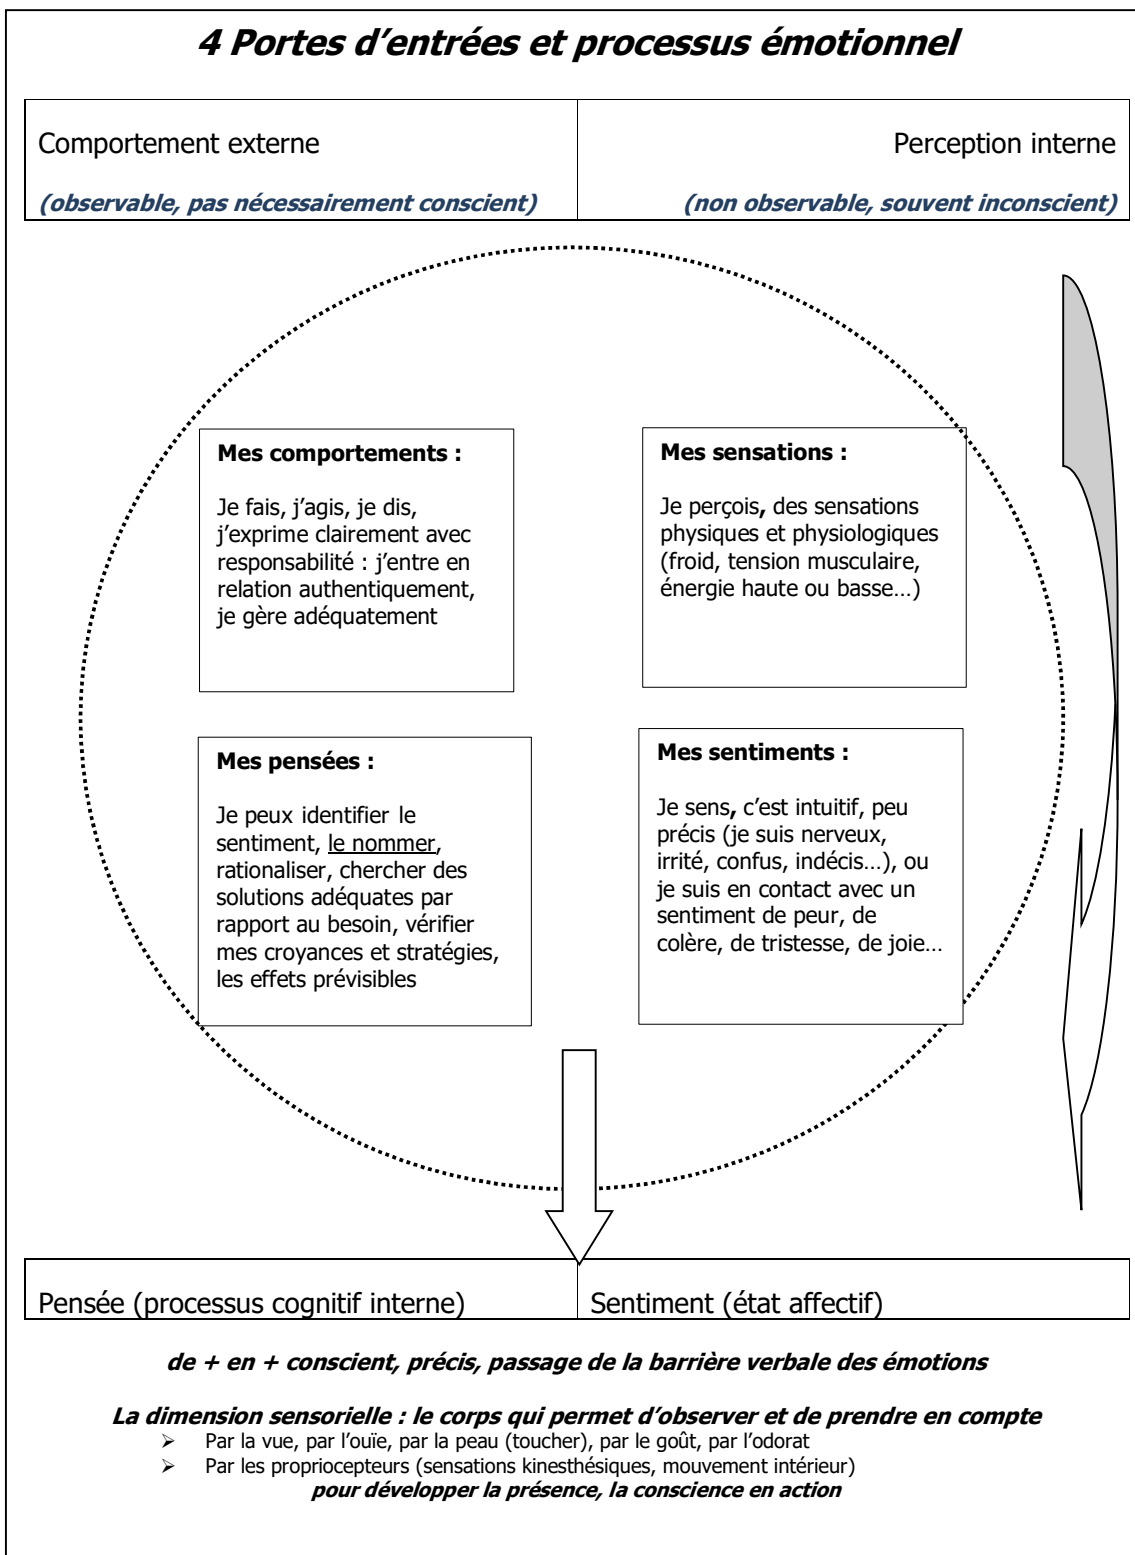 4 Portes d’entrées et processus émotionnel
Comportement externe
(observable, pas nécessairement conscient)
Perception interne
(non observable, souvent inconscient)
Mes comportements :
Je fais, j’agis, je dis,
j’exprime clairement avec
responsabilité : j’entre en
relation authentiquement,
je gère adéquatement
Mes sensations :
Je perçois, des sensations
physiques et physiologiques
(froid, tension musculaire,
énergie haute ou basse…)
Mes pensées :
Je peux identifier le
sentiment, le nommer,
rationaliser, chercher des
solutions adéquates par
rapport au besoin, vérifier
mes croyances et stratégies,
les effets prévisibles
Mes sentiments :
Je sens, c’est intuitif, peu
précis (je suis nerveux,
irrité, confus, indécis…), ou
je suis en contact avec un
sentiment de peur, de
colère, de tristesse, de joie…
Pensée (processus cognitif interne)
Sentiment (état affectif)
de + en + conscient, précis, passage de la barrière verbale des émotions
La dimension sensorielle : le corps qui permet d’observer et de prendre en compte
➢ Par la vue, par l’ouïe, par la peau (toucher), par le goût, par l’odorat
➢ Par les propriocepteurs (sensations kinesthésiques, mouvement intérieur)
pour développer la présence, la conscience en action